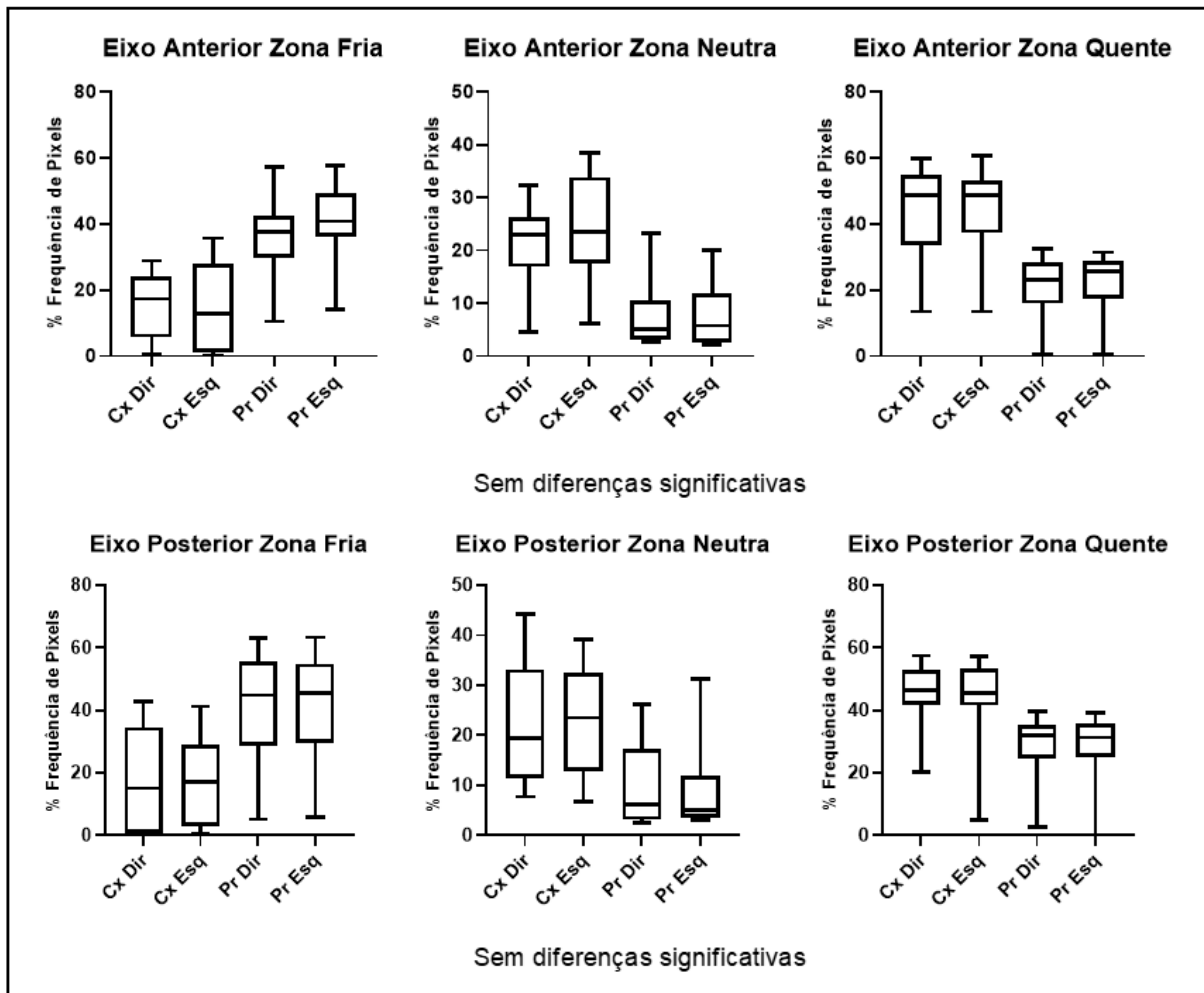 Eixo Anterior Zona Fria
% Frequência de Pixels
80
60
40
20
0
Cx Dir
Cx Esq
Pr Dir
Pr Esq
Eixo Anterior Zona Neutra
% Frequência de Pixels
50
40
30
20
10
0
Cx Dir
Cx Esq
Pr Dir
Pr Esq
Eixo Anterior Zona Quente
% Frequência de Pixels
80
60
40
20
0
Cx Dir
Cx Esq
Pr Dir
Pr Esq
Sem diferenças significativas
Eixo Posterior Zona Fria
% Frequência de Pixels
80
60
40
20
0
Cx Dir
Cx Esq
Pr Dir
Pr Esq
Eixo Posterior Zona Neutra
% Frequência de Pixels
50
40
30
20
10
0
Cx Dir
Cx Esq
Pr Dir
Pr Esq
Eixo Posterior Zona Quente
% Frequência de Pixels
80
60
40
20
0
Cx Dir
Cx Esq
Pr Dir
Pr Esq
Sem diferenças significativas